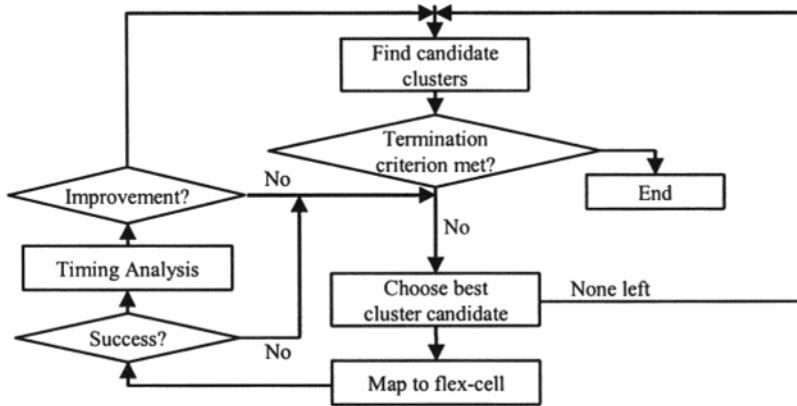 Find candidate
clusters
Termination
criterion met?
End
No
Improvement?
No
Timing Analysis
Success?
No
Choose best
cluster candidate
None left
Map to flex-cell